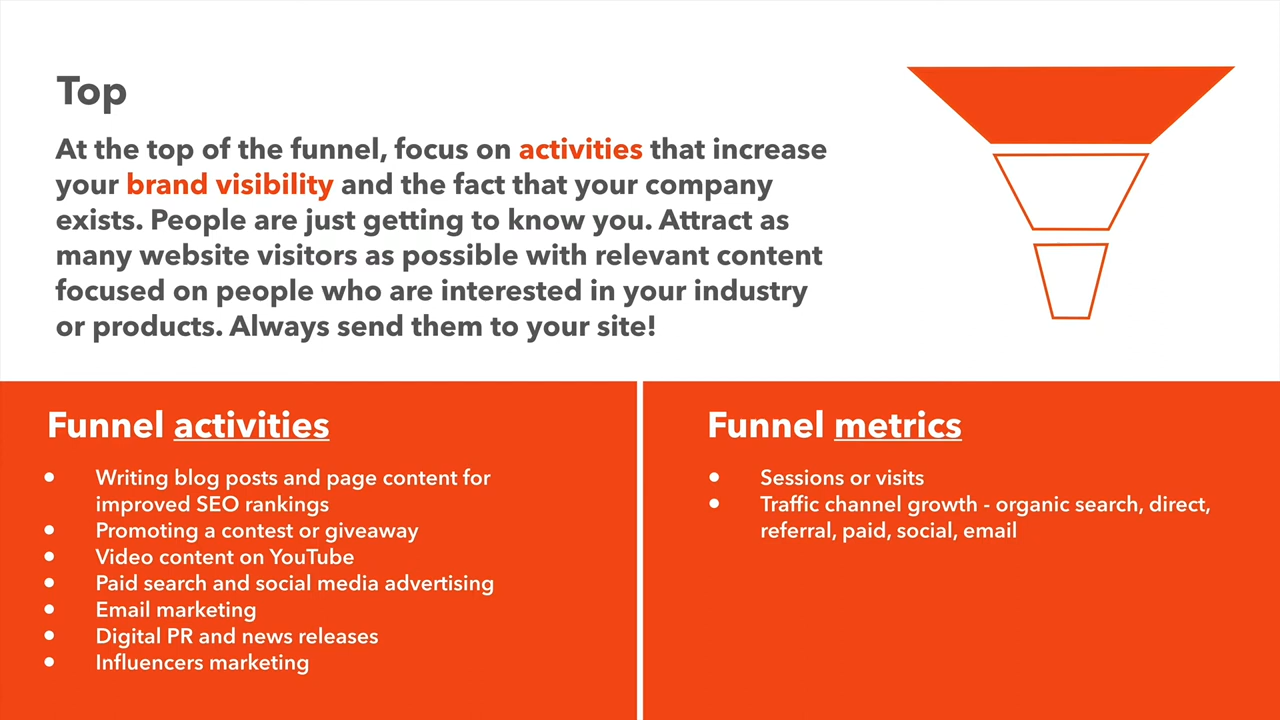 Top
At the top of the funnel, focus on activities that increase
your brand visibility and the fact that your company
exists. People are just getting to know you. Attract as
many website visitors as possible with relevant content
focused on people who are interested in your industry
or products. Always send them to your site!
Funnel activities
● Writing blog posts and page content for
improved SEO rankings
● Promoting a contest or giveaway
● Video content on YouTube
● Paid search and social media advertising
● Email marketing
● Digital PR and news releases
● Influencers marketing
Funnel metrics
● Sessions or visits
● Traffic channel growth - organic search, direct,
referral, paid, social, email